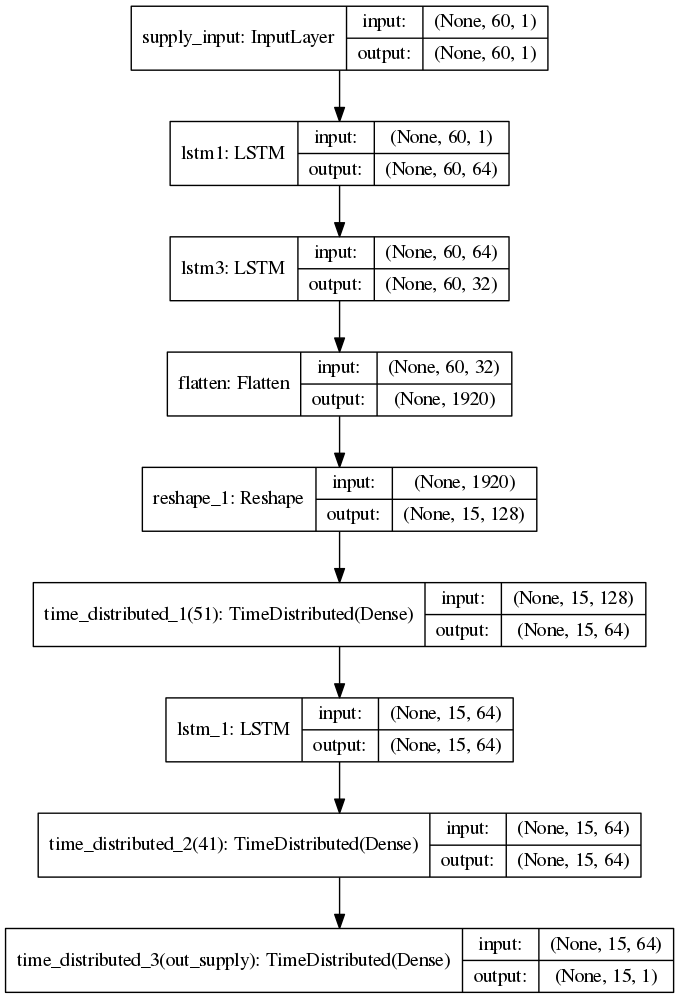 supply_input: InputLayer
input: (None, 60, 1)
output: (None, 60, 1)
lstm1: LSTM
input: (None, 60, 1)
output: (None, 60, 64)
lstm3: LSTM
input: (None, 60, 64)
output: (None, 60, 32)
flatten: Flatten
input: (None, 60, 32)
output: (None, 1920)
reshape_1: Reshape
input: (None, 1920)
output: (None, 15, 128)
time_distributed_1(51): TimeDistributed(Dense)
input: (None, 15, 128)
output: (None, 15, 64)
lstm_1: LSTM
input: (None, 15, 64)
output: (None, 15, 64)
time_distributed_2(41): TimeDistributed(Dense)
input: (None, 15, 64)
output: (None, 15, 64)
time_distributed_3(out_supply): TimeDistributed(Dense)
input: (None, 15, 64)
output: (None, 15, 1)